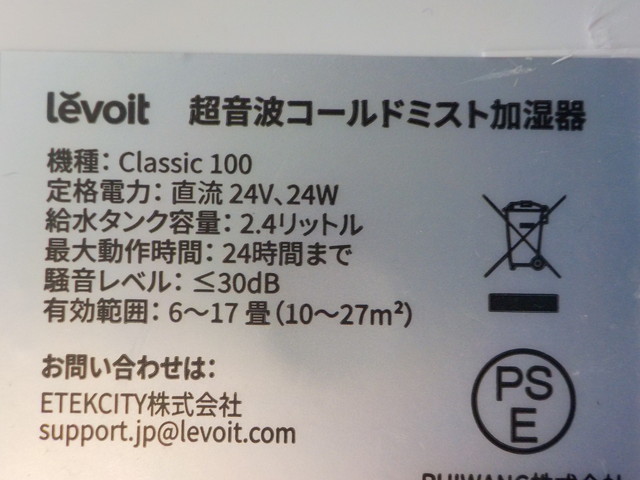 levoit 超音波コールドミスト加湿器
機種：Classic 100
定格電力：直流 24V、24W
給水タンク容量：2.4リットル
最大動作時間：24時間まで
騒音レベル：≤30dB
有効範囲：6～17 畳（10～27m²）
お問い合わせは：
ETEKCITY株式会社
support.jp@levoit.com
PS
E